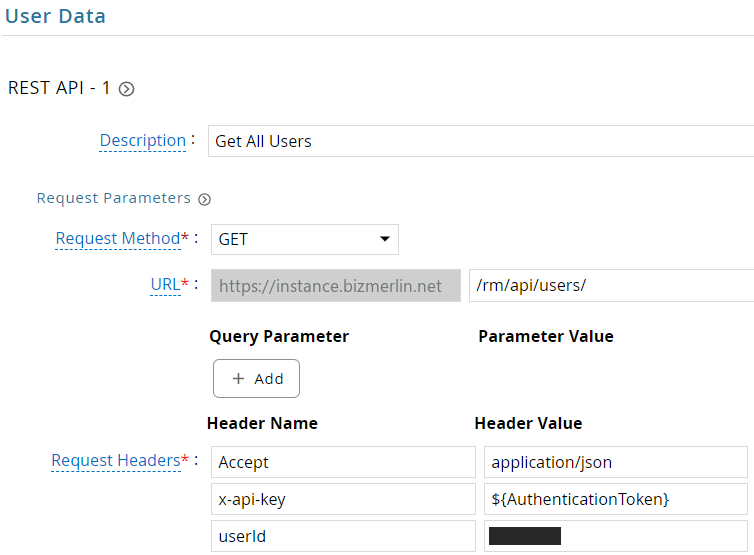 User Data
REST API - 1
Description :
Get All Users
Request Parameters
Request Method* :
GET
URL* :
https://instance.bizmerlin.net
/rm/api/users/
Query Parameter
Parameter Value
+ Add
Header Name
Header Value
Request Headers* :
Accept
application/json
x-api-key
${AuthenticationToken}
userId